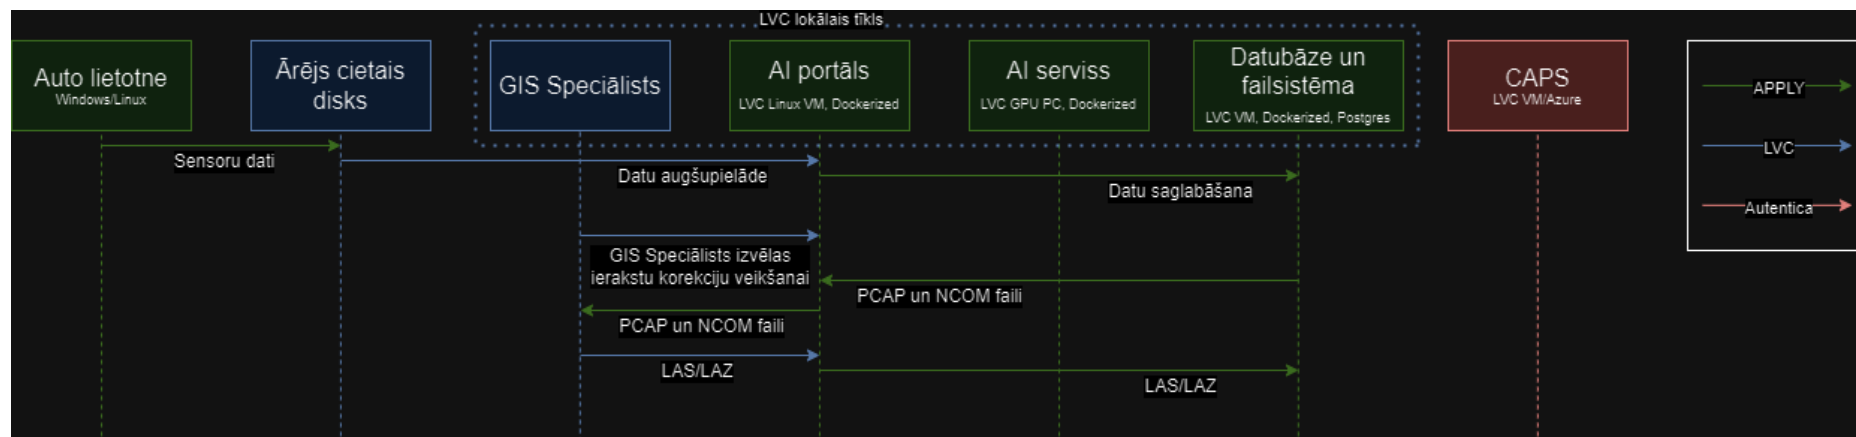 LVC lokālais tīkls
Auto lietotne
Windows/Linux
Ārējs cietais
disks
GIS Speciālists
AI portāls
LVC Linux VM, Dockerized
AI serviss
LVC GPU PC, Dockerized
Datubāze un
failsistēma
LVC VM, Dockerized, Postgres
CAPS
LVC VM/Azure
APPLY
LVC
Autentica
Sensoru dati
Datu augšupielāde
Datu saglabāšana
GIS Speciālists izvēlas
ierakstu korekciju veikšanai
PCAP un NCOM faili
PCAP un NCOM faili
LAS/LAZ
LAS/LAZ